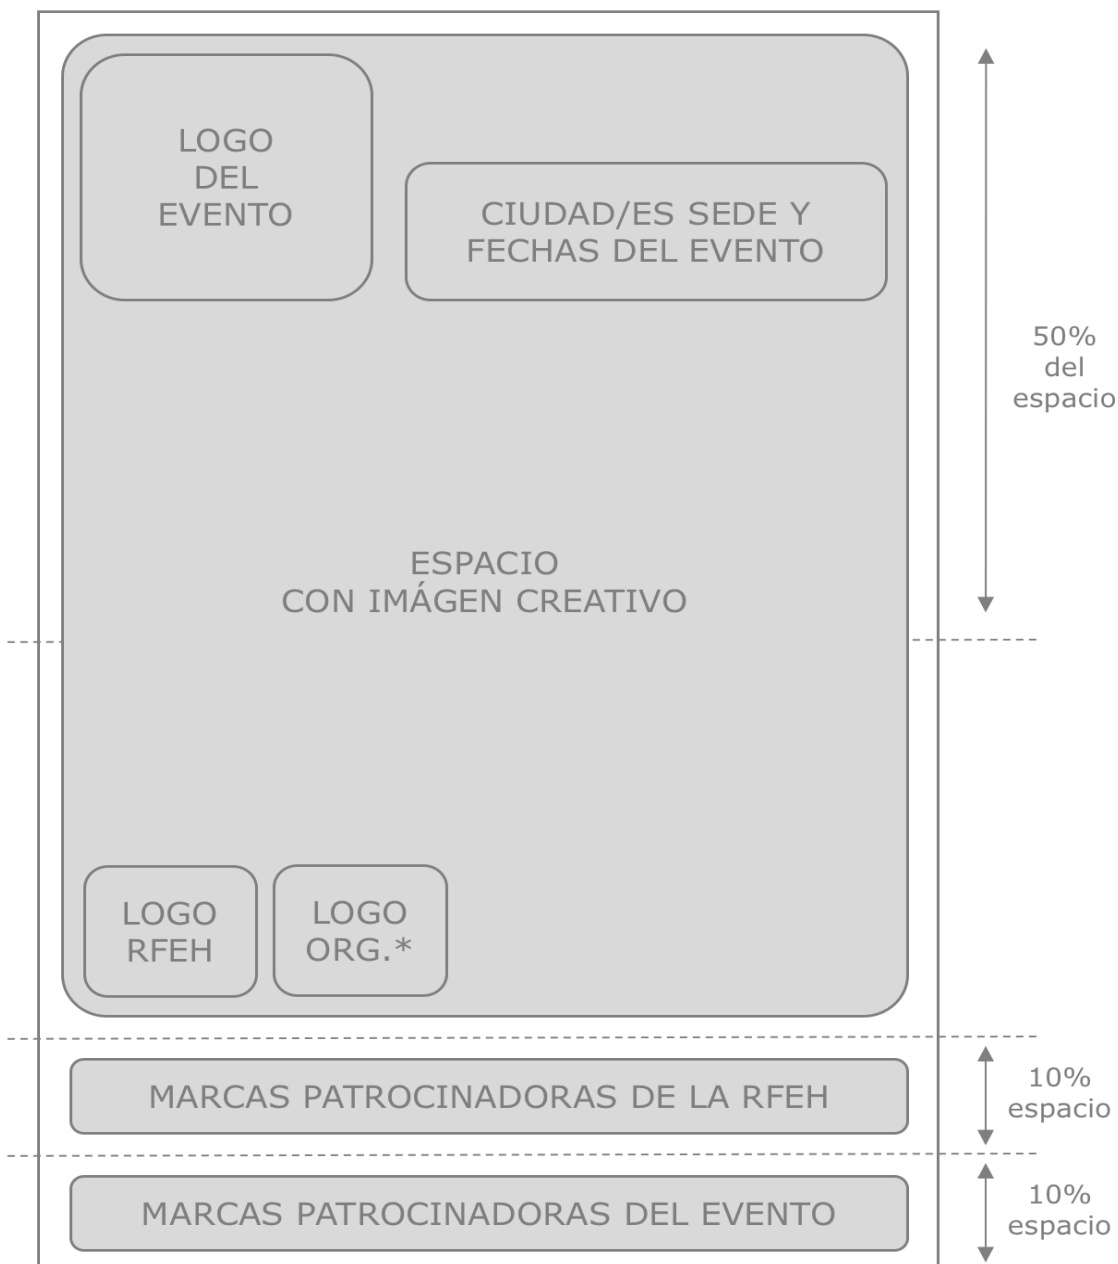 LOGO
DEL
EVENTO
CIUDAD/ES SEDE Y
FECHAS DEL EVENTO
50%
del
espacio
ESPACIO
CON IMÁGEN CREATIVO
LOGO
RFEH
LOGO
ORG.*
MARCAS PATROCINADORAS DE LA RFEH
10%
espacio
MARCAS PATROCINADORAS DEL EVENTO
10%
espacio